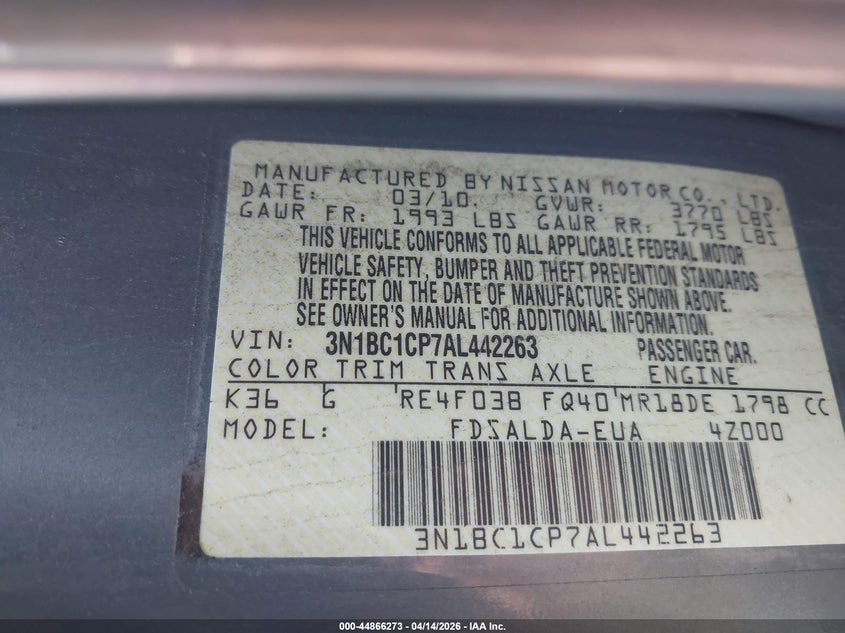 MANUFACTURED BY NISSAN MOTOR CO., LTD.
DATE: 03/10 GVWR: 3770 LBS
GAWR FR: 1993 LBS GAWR RR: 1795 LBS
THIS VEHICLE CONFORMS TO ALL APPLICABLE FEDERAL MOTOR
VEHICLE SAFETY, BUMPER AND THEFT PREVENTION STANDARDS
IN EFFECT ON THE DATE OF MANUFACTURE SHOWN ABOVE.
SEE OWNER'S MANUAL FOR ADDITIONAL INFORMATION.
VIN: 3N1BC1CP7AL442263 PASSENGER CAR.
COLOR TRIM TRANS AXLE ENGINE
K36 G RE4F03B FQ40 MR18DE 1798 CC
MODEL: FDSALDA-EUA 4Z000
3N1BC1CP7AL442263
000-44866273 | 04/14/2026 | IAA Inc.